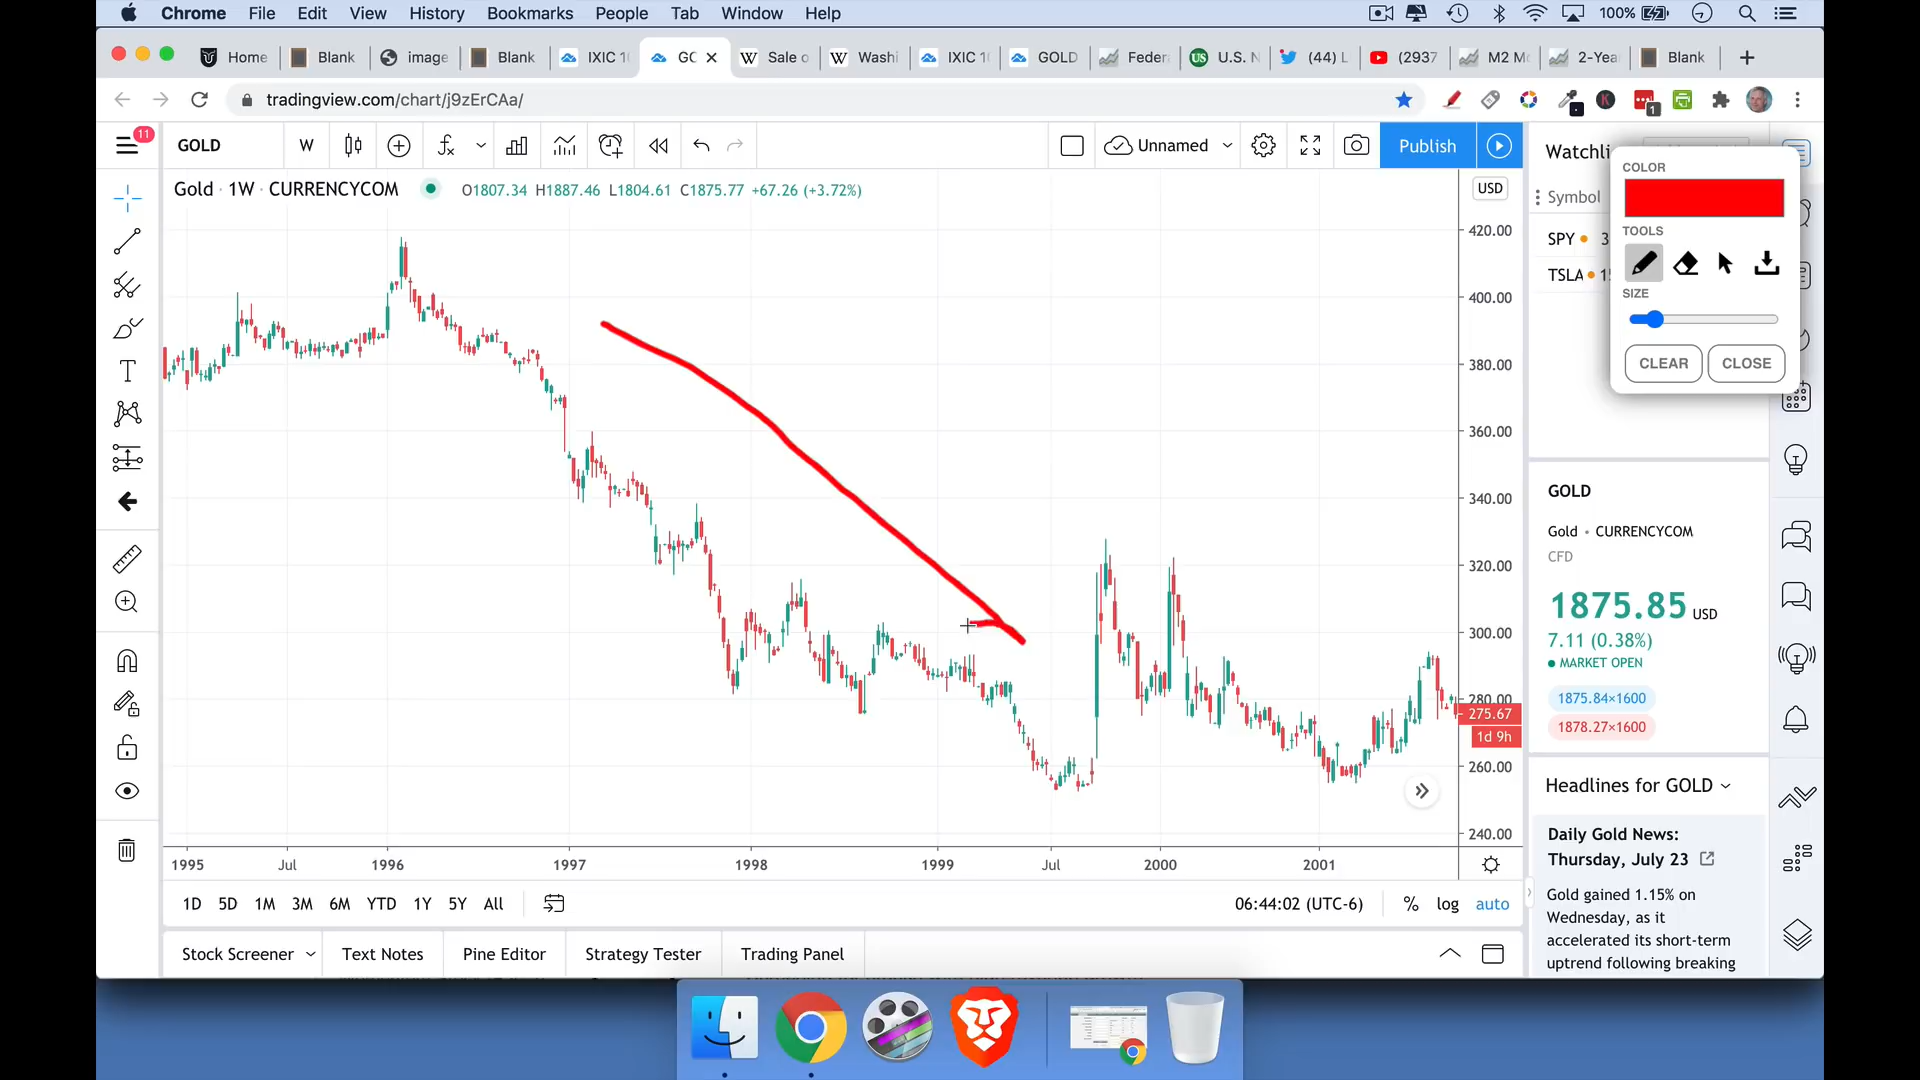 Chrome File Edit View History Bookmarks People Tab Window Help 100%
Home Blank image Blank IXIC 1 GC Sale o Washi IXIC 1 GOLD Feder U.S. N (44) L (2937 M2 M 2-Yea Blank
tradingview.com/chart/j9zErCAa/
11 GOLD W Unnamed Publish
Gold · 1W · CURRENCYCOM O1807.34 H1887.46 L1804.61 C1875.77 +67.26 (+3.72%)
USD
420.00
400.00
380.00
360.00
340.00
320.00
300.00
280.00
275.67
1d 9h
260.00
240.00
1995 Jul 1996 1997 1998 1999 Jul 2000 2001
1D 5D 1M 3M 6M YTD 1Y 5Y All 06:44:02 (UTC-6) % log auto
Stock Screener Text Notes Pine Editor Strategy Tester Trading Panel
Watchli
Symbol
SPY 3
TSLA 15
COLOR
TOOLS
SIZE
CLEAR CLOSE
GOLD
Gold • CURRENCYCOM
CFD
1875.85 USD
7.11 (0.38%)
MARKET OPEN
1875.84×1600
1878.27×1600
Headlines for GOLD
Daily Gold News:
Thursday, July 23
Gold gained 1.15% on
Wednesday, as it
accelerated its short-term
uptrend following breaking